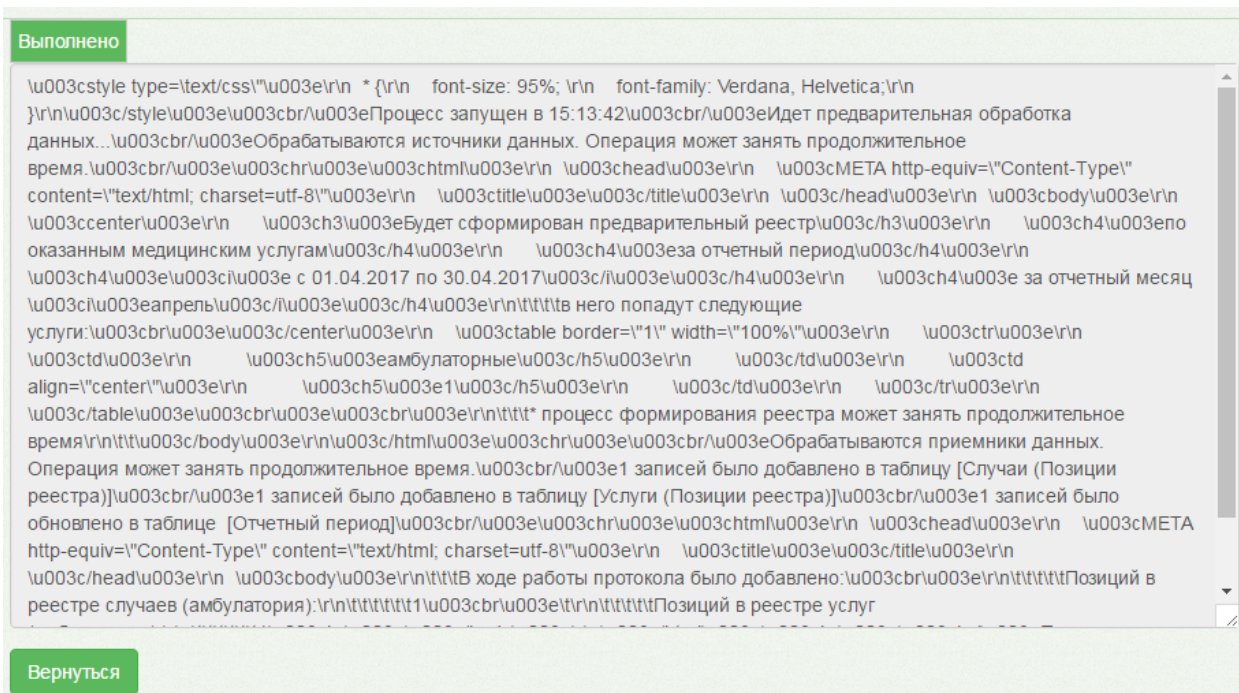 Выполнено
\u003cstyle type=\text/css\"\u003e\r\n * {\r\n font-size: 95%; \r\n font-family: Verdana, Helvetica;\r\n
}\r\n\u003c/style\u003e\u003cbr/\u003eПроцесс запущен в 15:13:42\u003cbr/\u003eИдет предварительная обработка
данных...\u003cbr/\u003eОбрабатываются источники данных. Операция может занять продолжительное
время.\u003cbr/\u003e\u003chr\u003e\u003chtml\u003e\r\n \u003chead\u003e\r\n \u003cMETA http-equiv=\"Content-Type\"
content=\"text/html; charset=utf-8\"\u003e\r\n \u003ctitle\u003e\u003c/title\u003e\r\n \u003c/head\u003e\r\n \u003cbody\u003e\r\n
\u003ccenter\u003e\r\n \u003ch3\u003eБудет сформирован предварительный реестр\u003c/h3\u003e\r\n \u003ch4\u003eпо
оказанным медицинским услугам\u003c/h4\u003e\r\n \u003ch4\u003eза отчетный период\u003c/h4\u003e\r\n
\u003ch4\u003e\u003ci\u003e с 01.04.2017 по 30.04.2017\u003c/i\u003e\u003c/h4\u003e\r\n \u003ch4\u003e за отчетный месяц
\u003ci\u003eапрель\u003c/i\u003e\u003c/h4\u003e\r\n\t\t\t\tв него попадут следующие
услуги:\u003cbr\u003e\u003c/center\u003e\r\n \u003ctable border=\"1\" width=\"100%\"\u003e\r\n \u003ctr\u003e\r\n
\u003ctd\u003e\r\n \u003ch5\u003eамбулаторные\u003c/h5\u003e\r\n \u003c/td\u003e\r\n \u003ctd
align=\"center\"\u003e\r\n \u003ch5\u003e1\u003c/h5\u003e\r\n \u003c/td\u003e\r\n \u003c/tr\u003e\r\n
\u003c/table\u003e\u003cbr\u003e\u003cbr\u003e\r\n\t\t\t* процесс формирования реестра может занять продолжительное
время\r\n\t\t\u003c/body\u003e\r\n\u003c/html\u003e\u003chr\u003e\u003cbr/\u003eОбрабатываются приемники данных.
Операция может занять продолжительное время.\u003cbr/\u003e1 записей было добавлено в таблицу [Случаи (Позиции
реестра)]\u003cbr/\u003e1 записей было добавлено в таблицу [Услуги (Позиции реестра)]\u003cbr/\u003e1 записей было
обновлено в таблице [Отчетный период]\u003cbr/\u003e\u003chr\u003e\u003chtml\u003e\r\n \u003chead\u003e\r\n \u003cMETA
http-equiv=\"Content-Type\" content=\"text/html; charset=utf-8\"\u003e\r\n \u003ctitle\u003e\u003c/title\u003e\r\n
\u003c/head\u003e\r\n \u003cbody\u003e\r\n\t\t\tВ ходе работы протокола было добавлено:\u003cbr\u003e\r\n\t\t\t\t\tПозиций в
реестре случаев (амбулатория):\r\n\t\t\t\t\t\t1\u003cbr\u003e\t\r\n\t\t\t\t\tПозиций в реестре услуг
Вернуться